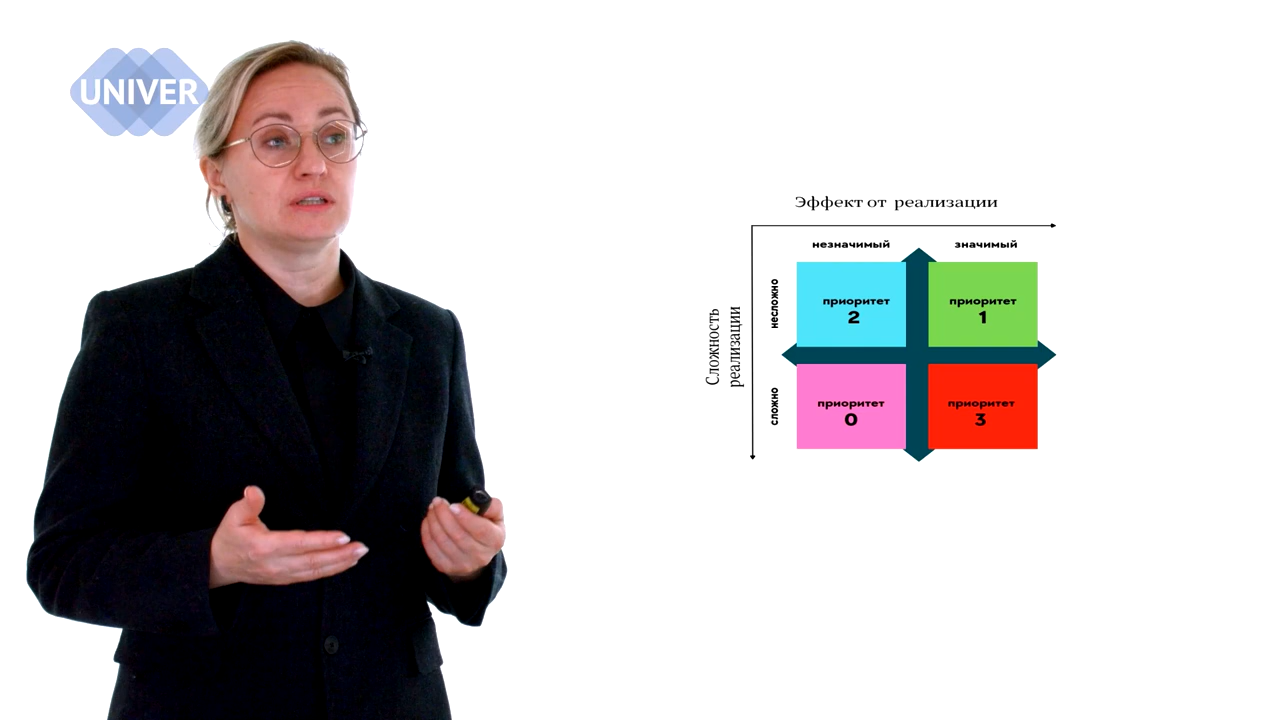 UNIVER
Эффект от реализации
незначимый
значимый
Сложность
реализации
несложно
приоритет
2
приоритет
1
сложно
приоритет
0
приоритет
3